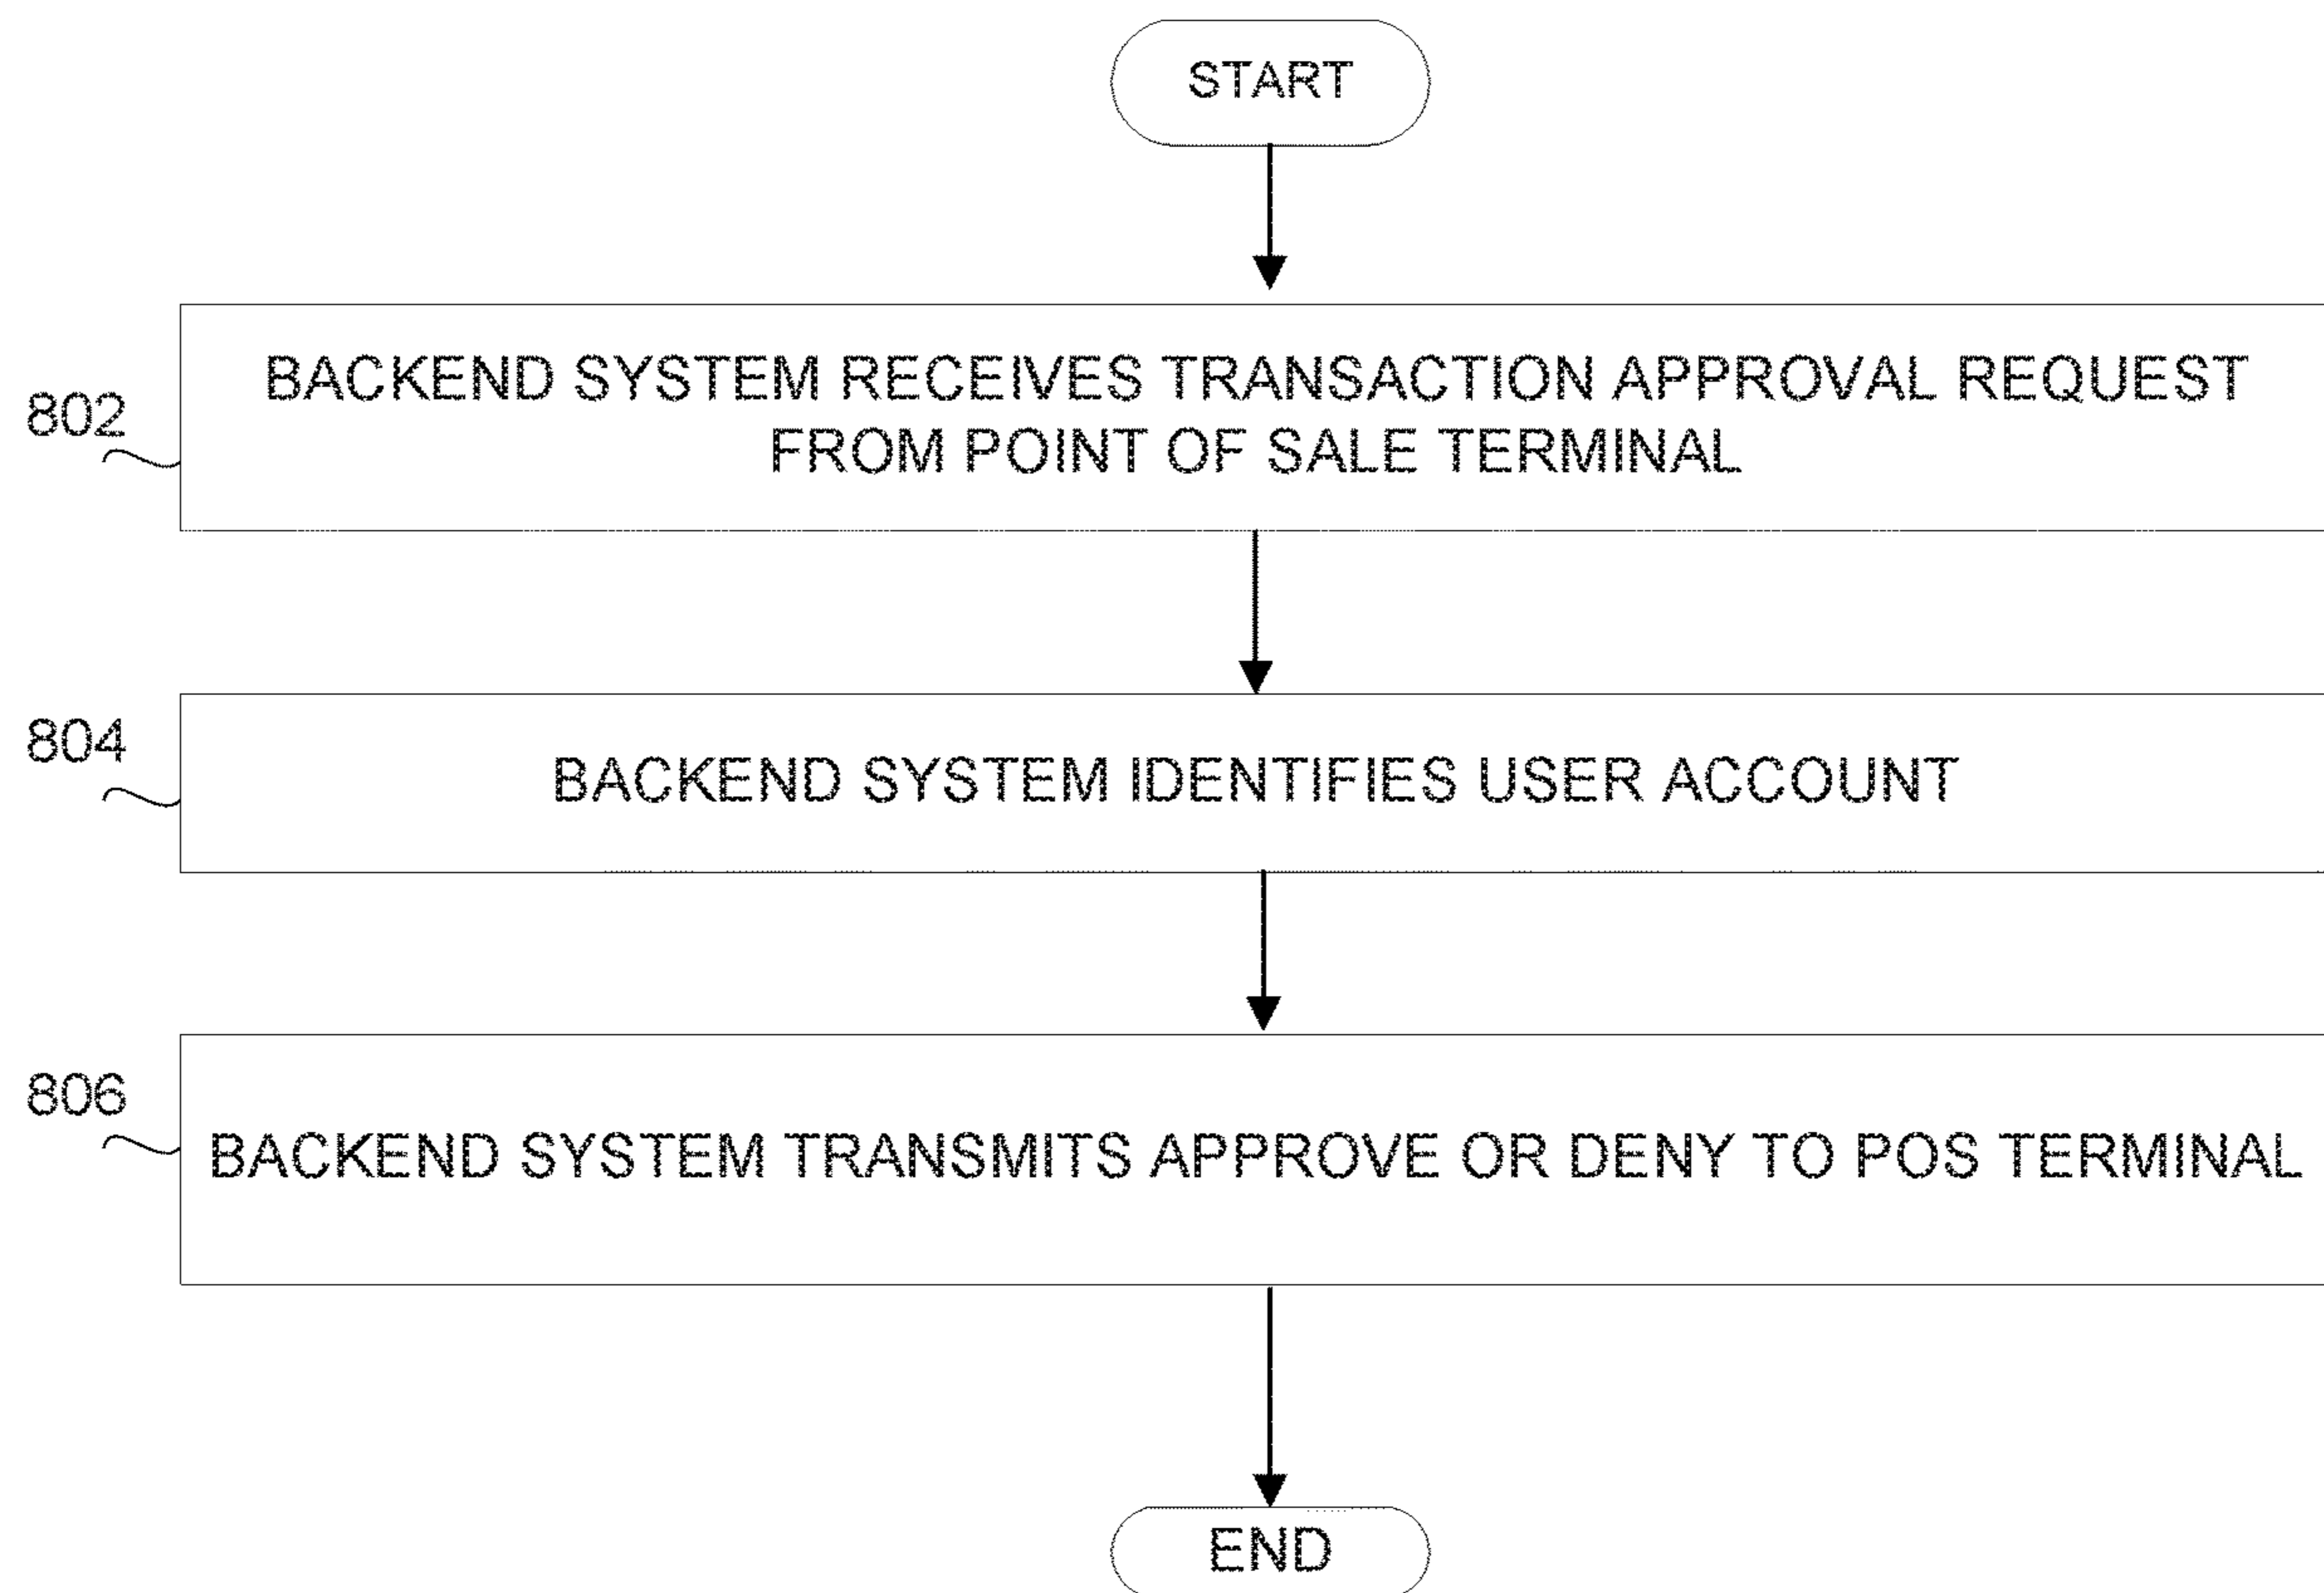 START
802
BACKEND SYSTEM RECEIVES TRANSACTION APPROVAL REQUEST
FROM POINT OF SALE TERMINAL
804
BACKEND SYSTEM IDENTIFIES USER ACCOUNT
806
BACKEND SYSTEM TRANSMITS APPROVE OR DENY TO POS TERMINAL
END